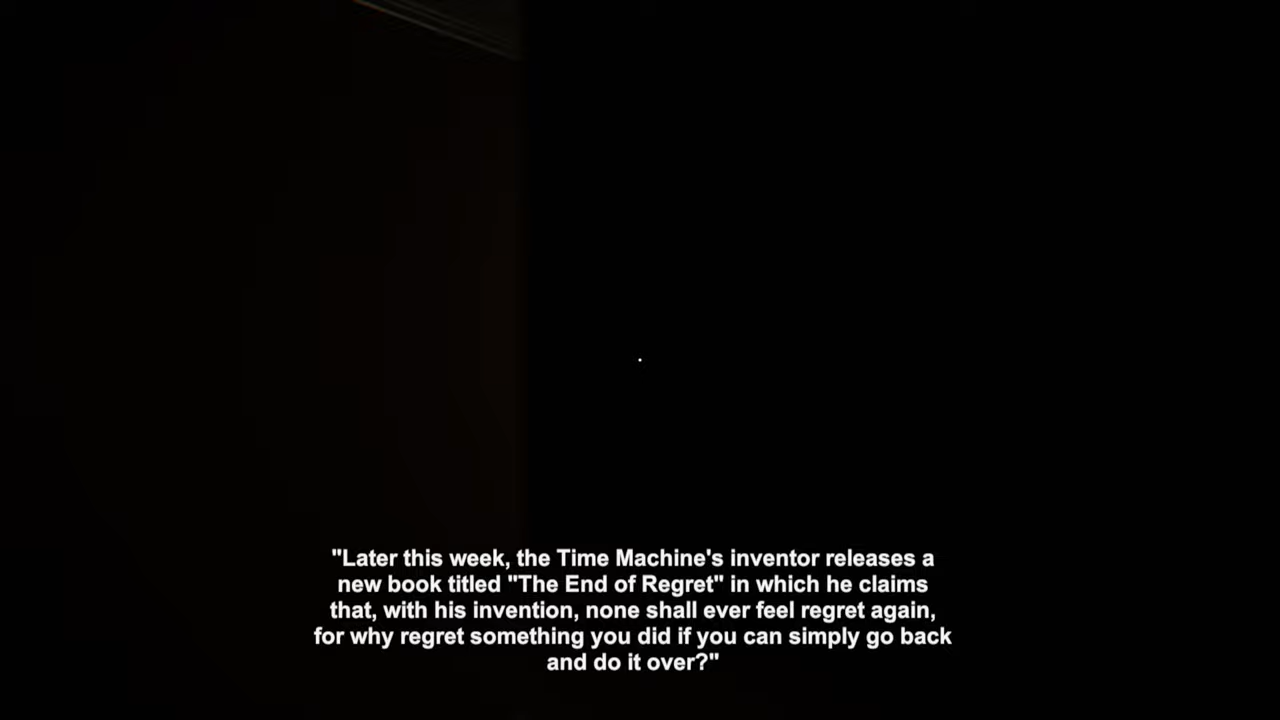 "Later this week, the Time Machine's inventor releases a
new book titled "The End of Regret" in which he claims
that, with his invention, none shall ever feel regret again,
for why regret something you did if you can simply go back
and do it over?"